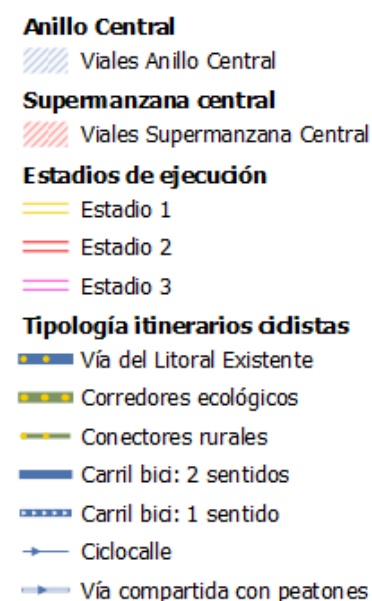 Anillo Central
Viales Anillo Central
Supermanzana central
Viales Supermanzana Central
Estadios de ejecución
Estadio 1
Estadio 2
Estadio 3
Tipología itinerarios ciclistas
Vía del Litoral Existente
Corredores ecológicos
Conectores rurales
Carril bici: 2 sentidos
Carril bici: 1 sentido
Ciclocalle
Vía compartida con peatones